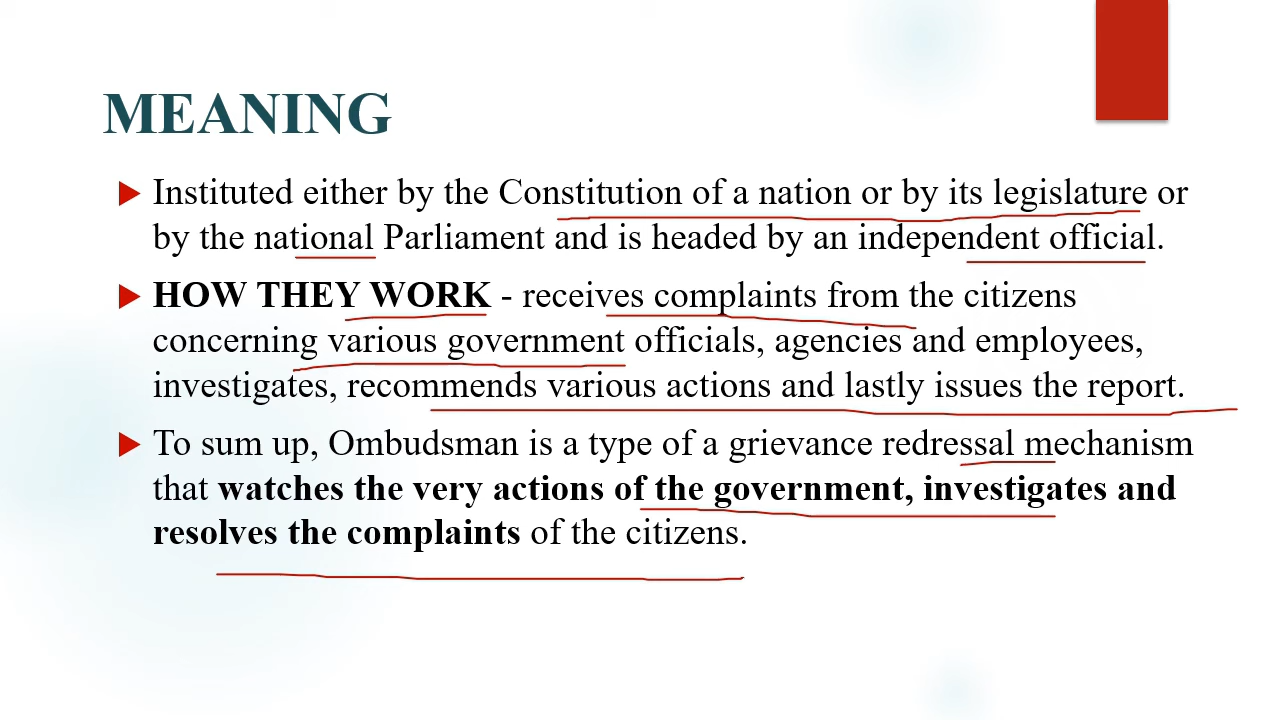 MEANING
Instituted either by the Constitution of a nation or by its legislature or
by the national Parliament and is headed by an independent official.
HOW THEY WORK - receives complaints from the citizens
concerning various government officials, agencies and employees,
investigates, recommends various actions and lastly issues the report.
To sum up, Ombudsman is a type of a grievance redressal mechanism
that watches the very actions of the government, investigates and
resolves the complaints of the citizens.